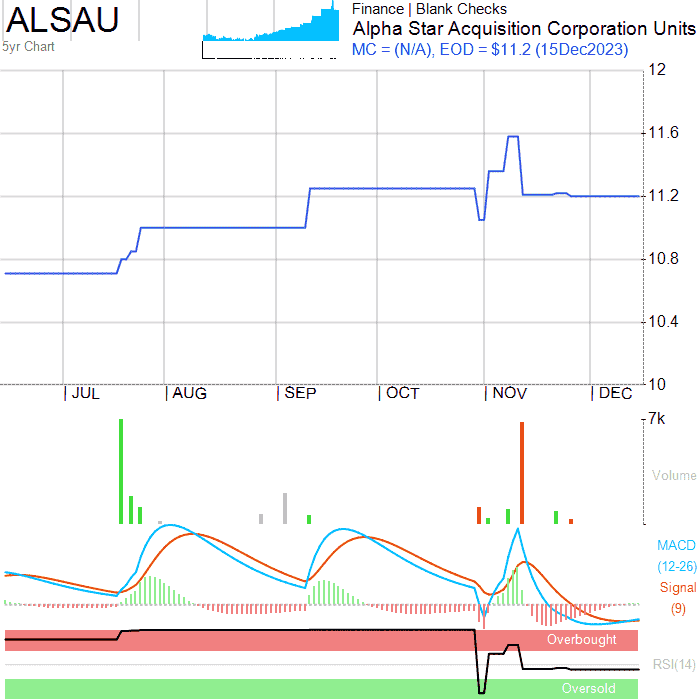 ALSAU
5yr Chart
Finance | Blank Checks
Alpha Star Acquisition Corporation Units
MC = (N/A), EOD = $11.2 (15Dec2023)
12
11.6
11.2
10.8
10.4
10
JUL AUG SEP OCT NOV DEC
7k
Volume
MACD
(12-26)
Signal
(9)
Overbought
RSI(14)
Oversold